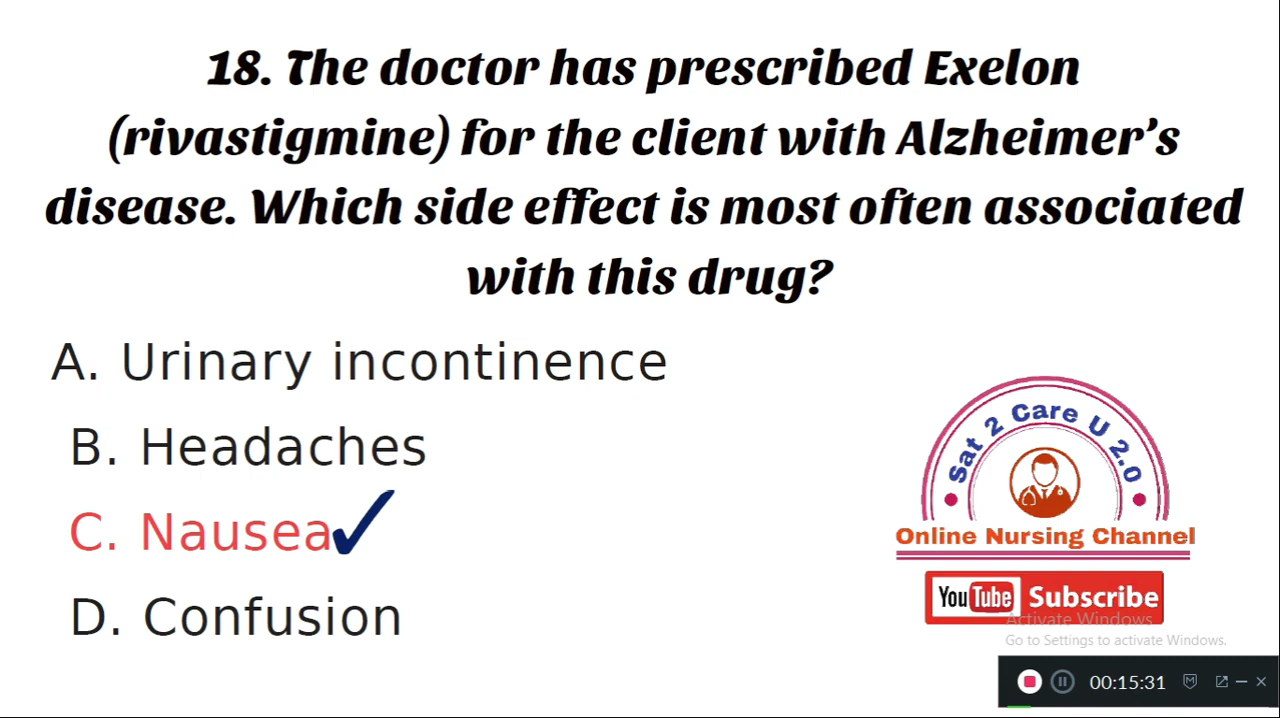 18. The doctor has prescribed Exelon
(rivastigmine) for the client with Alzheimer’s
disease. Which side effect is most often associated
with this drug?
A. Urinary incontinence
B. Headaches
C. Nausea
D. Confusion
Sat 2 Care U 2.0
Online Nursing Channel
YouTube Subscribe
Activate Windows
Go to Settings to activate Windows.
00:15:31